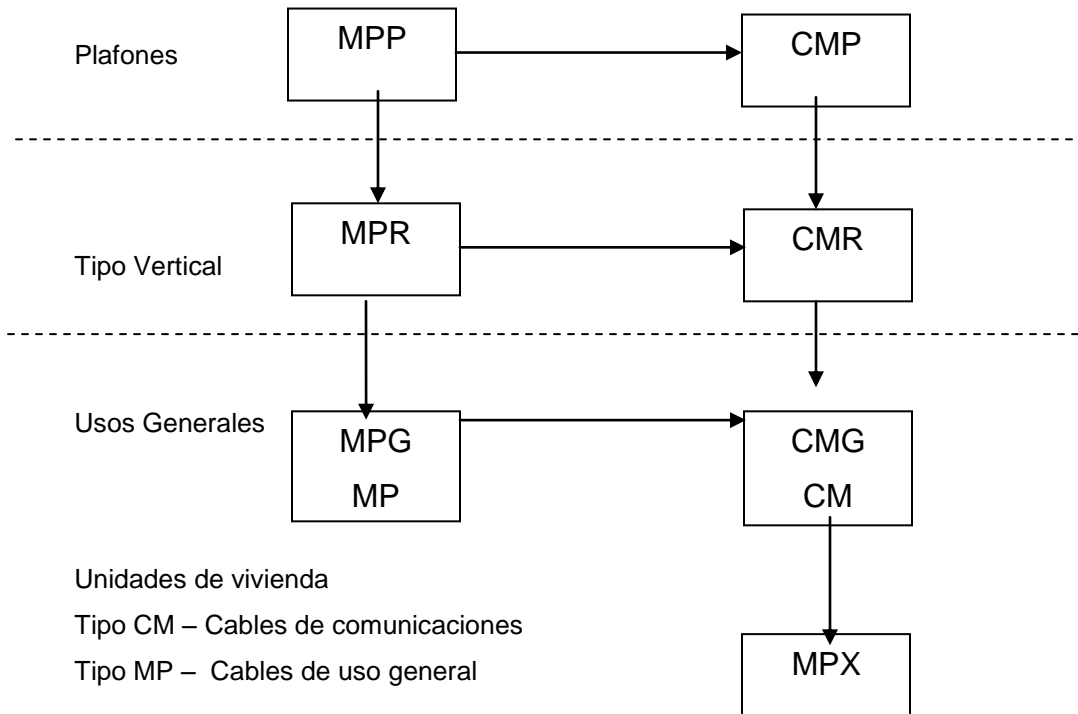 Plafones
MPP
CMP
Tipo Vertical
MPR
CMR
Usos Generales
MPG
MP
CMG
CM
Unidades de vivienda
Tipo CM – Cables de comunicaciones
Tipo MP – Cables de uso general
MPX